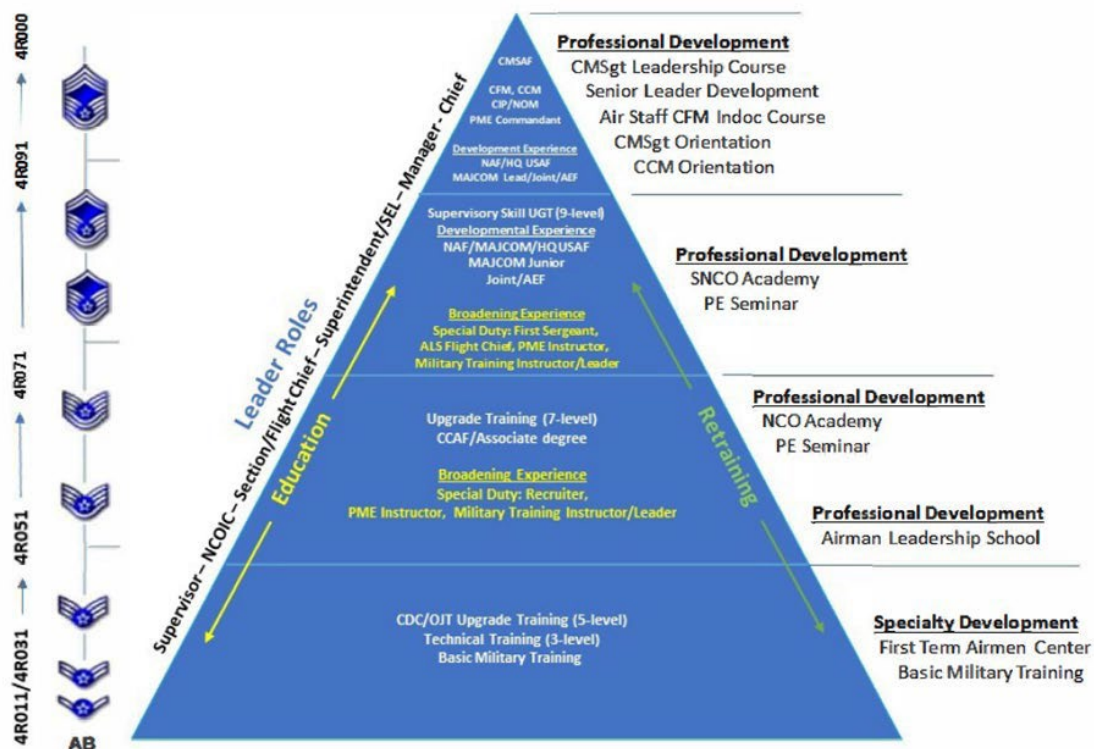 4R000
4R091
4R071
4R051
4R011/4R031
AB
Supervisor – NCOIC – Section/Flight Chief – Superintendent/SEL – Manager - Chief
Leader Roles
Education
Retraining
CMSAF
CFM, CCM
CIP/NOM
PME Commandant
Development Experience
NAF/HQ USAF
MAJCOM Lead/Joint/AEF
Supervisory Skill UGT (9-level)
Developmental Experience
NAF/MAJCOM/HQ USAF
MAJCOM Junior
Joint/AEF
Broadening Experience
Special Duty: First Sergeant,
ALS Flight Chief, PME Instructor,
Military Training Instructor/Leader
Upgrade Training (7-level)
CCAF/Associate degree
Broadening Experience
Special Duty: Recruiter,
PME Instructor, Military Training Instructor/Leader
CDC/OJT Upgrade Training (5-level)
Technical Training (3-level)
Basic Military Training
Professional Development
CMSgt Leadership Course
Senior Leader Development
Air Staff CFM Indoc Course
CMSgt Orientation
CCM Orientation
Professional Development
SNCO Academy
PE Seminar
Professional Development
NCO Academy
PE Seminar
Professional Development
Airman Leadership School
Specialty Development
First Term Airmen Center
Basic Military Training